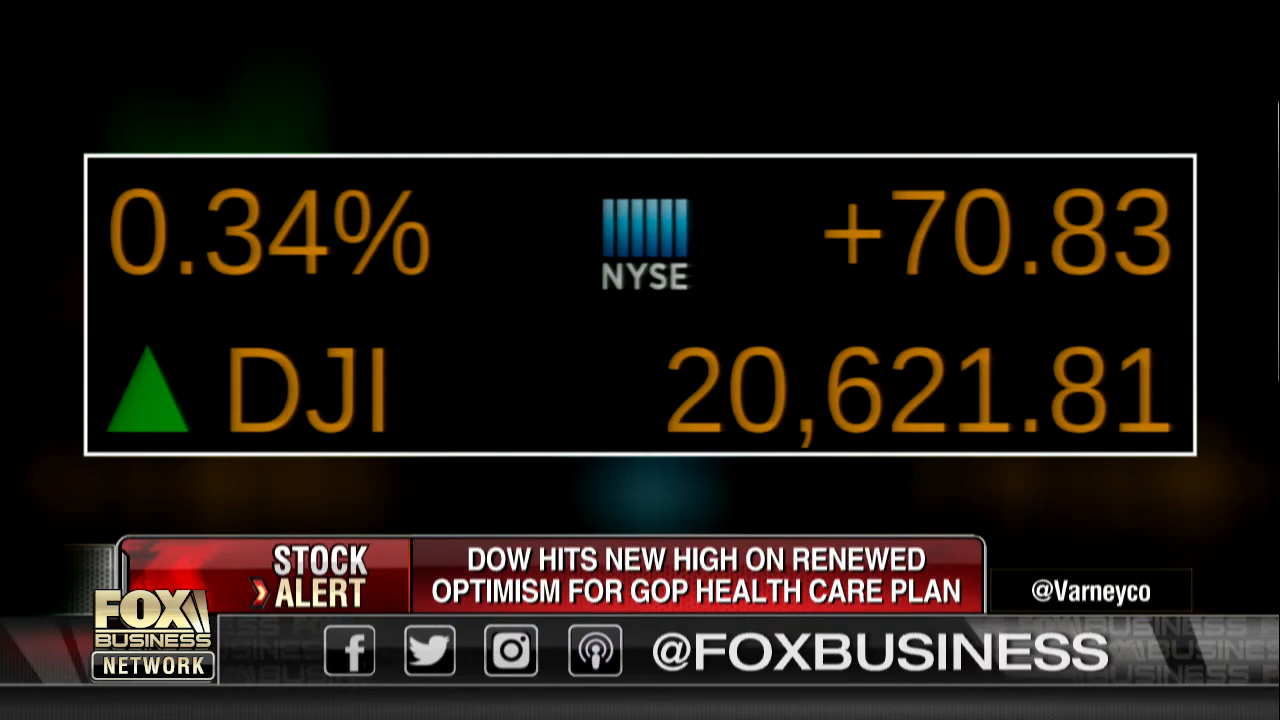 0.34%
NYSE
+70.83
DJI
20,621.81
STOCK
ALERT
DOW HITS NEW HIGH ON RENEWED
OPTIMISM FOR GOP HEALTH CARE PLAN
@Varneyco
FOX
BUSINESS
NETWORK
@FOXBUSINESS